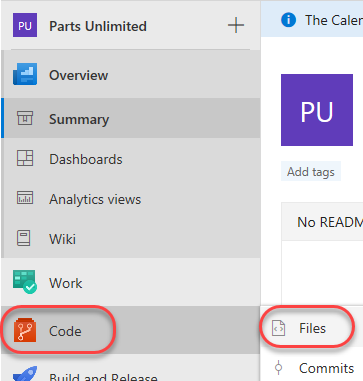 PU Parts Unlimited +
Overview
Summary
Dashboards
Analytics views
Wiki
Work
Code
Build and Release
The Calen
PU
Add tags
No README
Files
Commits